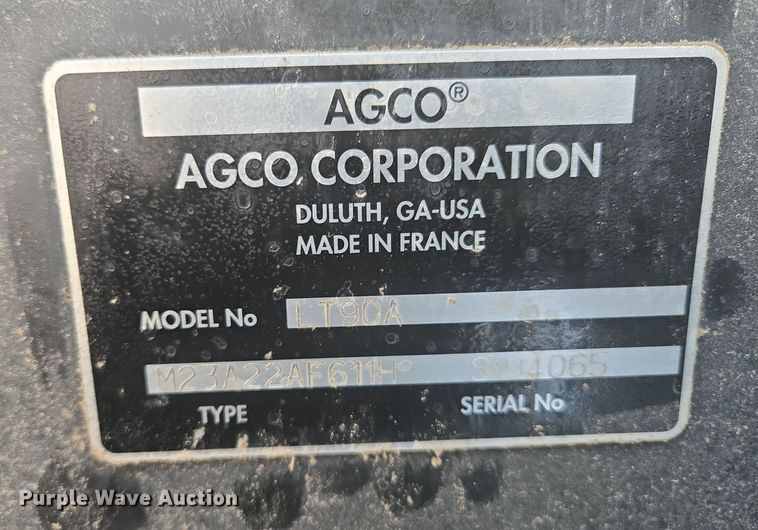 AGCO®
AGCO CORPORATION
DULUTH, GA-USA
MADE IN FRANCE
MODEL No LT90A
M23A22AF611H
TYPE SERIAL No
Purple Wave Auction